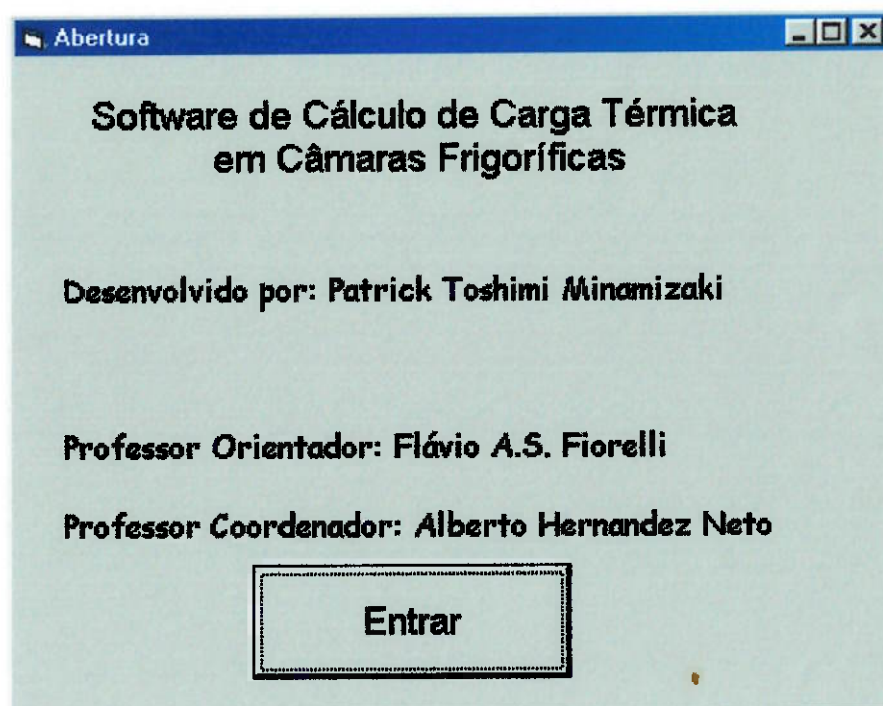 Abertura
Software de Cálculo de Carga Térmica
em Câmaras Frigoríficas
Desenvolvido por: Patrick Toshimi Minamizaki
Professor Orientador: Flávio A.S. Fiorelli
Professor Coordenador: Alberto Hernandez Neto
Entrar